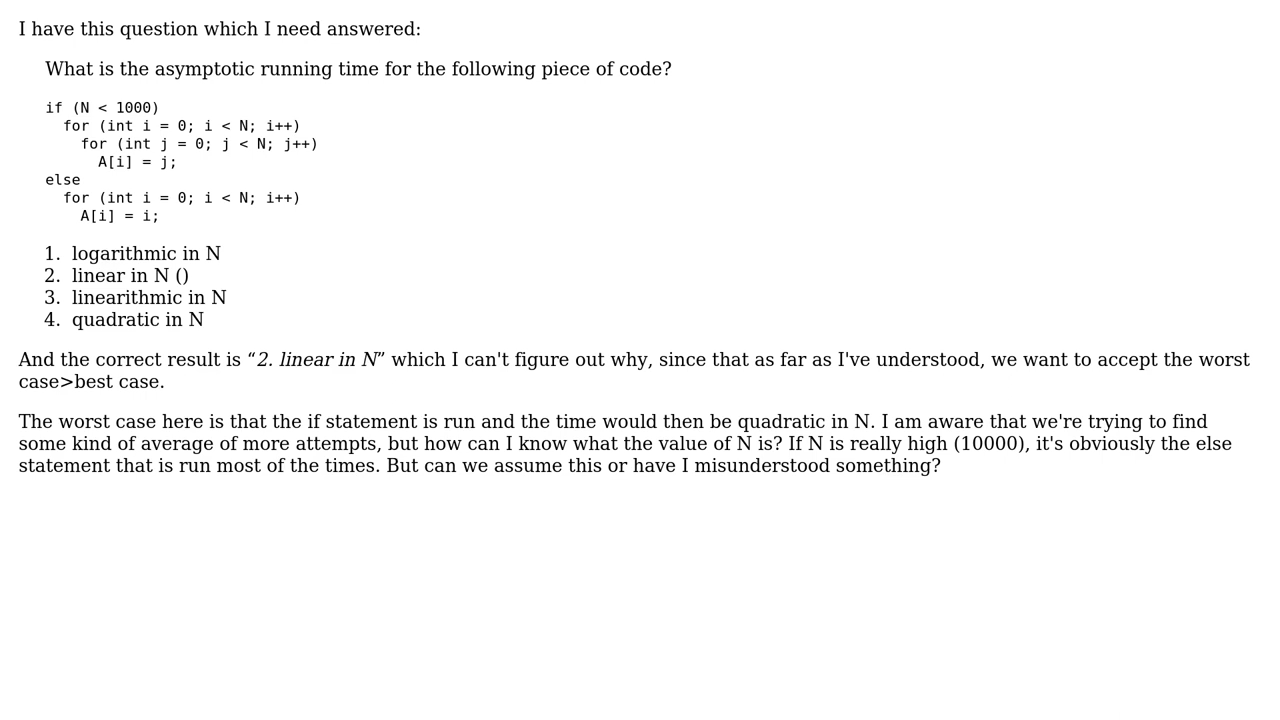 I have this question which I need answered:
What is the asymptotic running time for the following piece of code?
if (N < 1000)
  for (int i = 0; i < N; i++)
    for (int j = 0; j < N; j++)
      A[i] = j;
else
  for (int i = 0; i < N; i++)
    A[i] = i;
1. logarithmic in N
2. linear in N ()
3. linearithmic in N
4. quadratic in N
And the correct result is “2. linear in N” which I can't figure out why, since that as far as I've understood, we want to accept the worst
case>best case.
The worst case here is that the if statement is run and the time would then be quadratic in N. I am aware that we're trying to find
some kind of average of more attempts, but how can I know what the value of N is? If N is really high (10000), it's obviously the else
statement that is run most of the times. But can we assume this or have I misunderstood something?